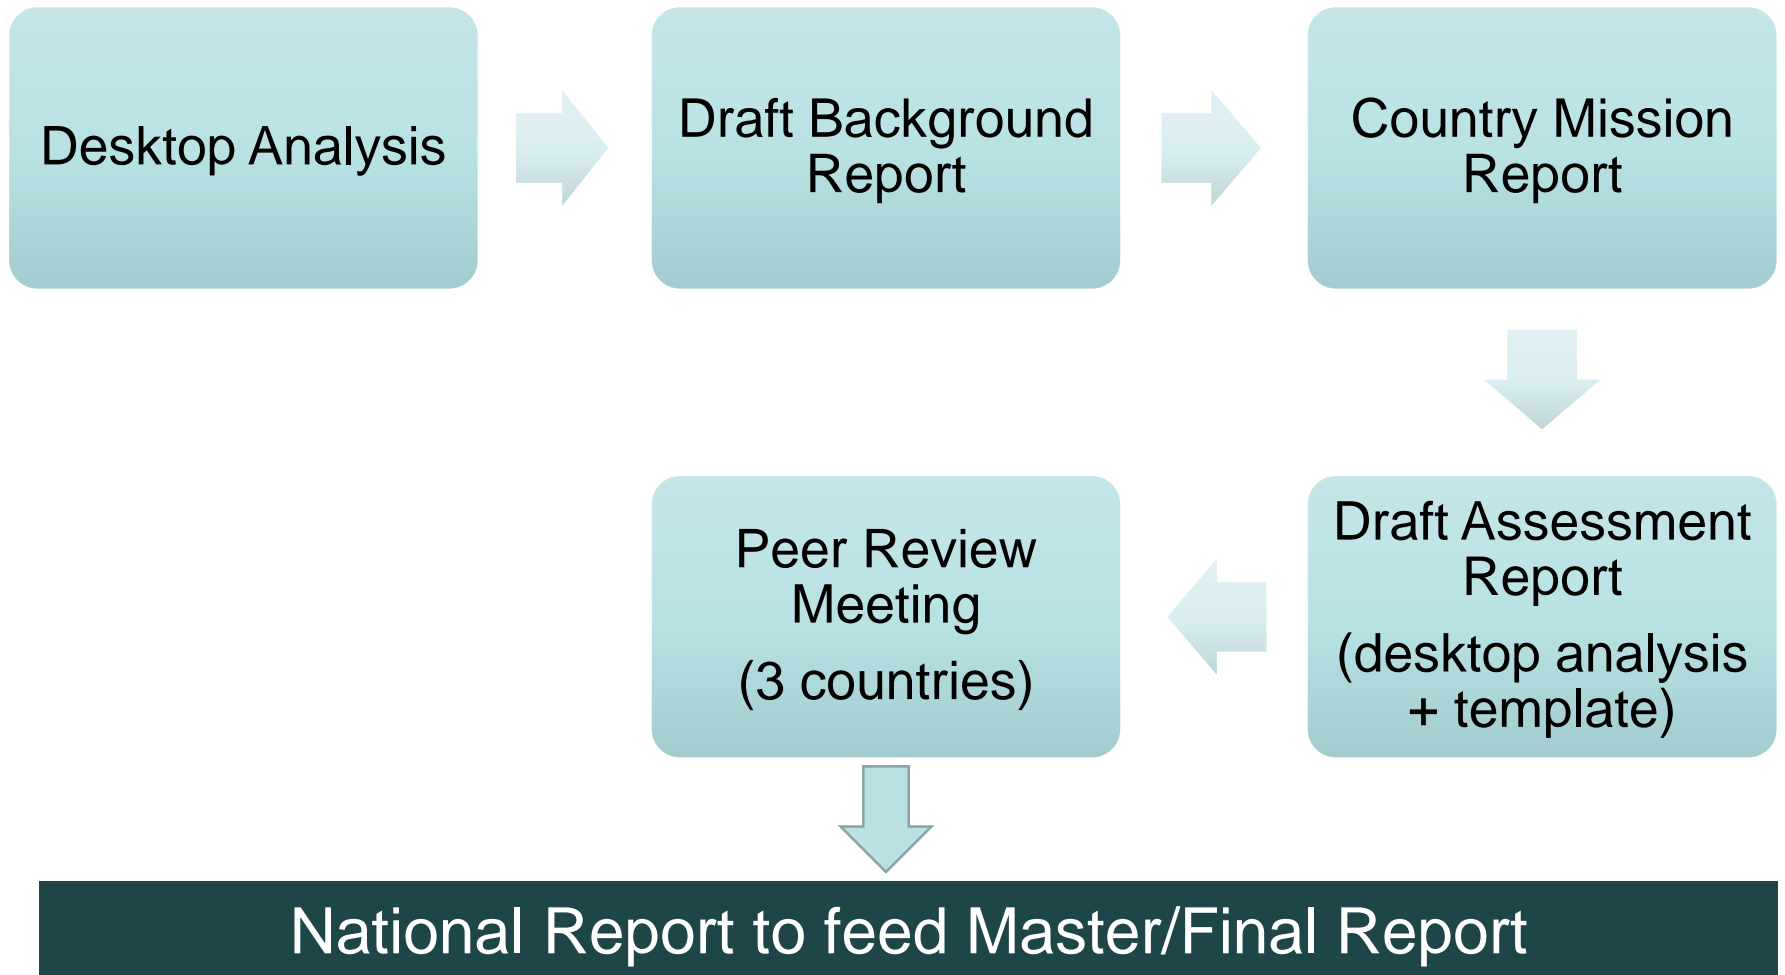 Desktop Analysis
Draft Background
Report
Country Mission
Report
Draft Assessment
Report
(desktop analysis
+ template)
Peer Review
Meeting
(3 countries)
National Report to feed Master/Final Report